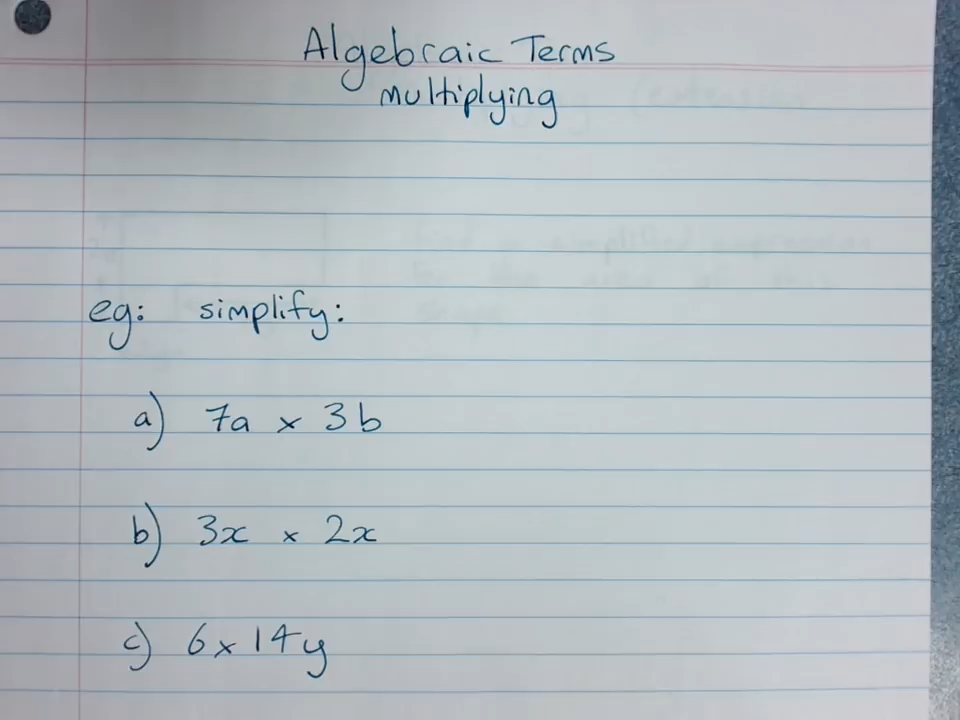 Algebraic Terms
multiplying
eg: simplify:
a) 7a × 3b
b) 3x × 2x
c) 6 × 14y